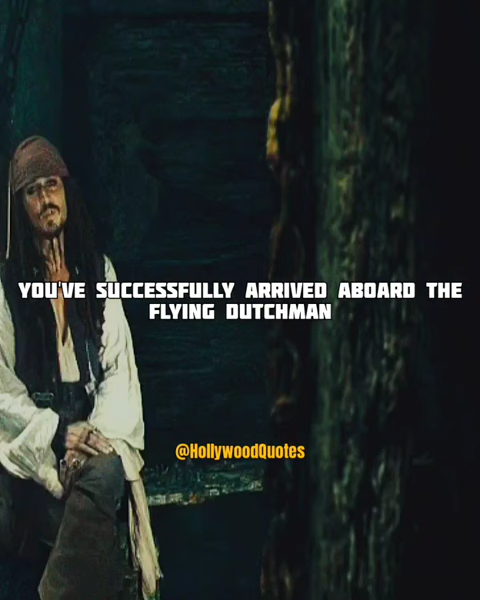 YOU'VE SUCCESSFULLY ARRIVED ABOARD THE
FLYING DUTCHMAN
@HollywoodQuotes